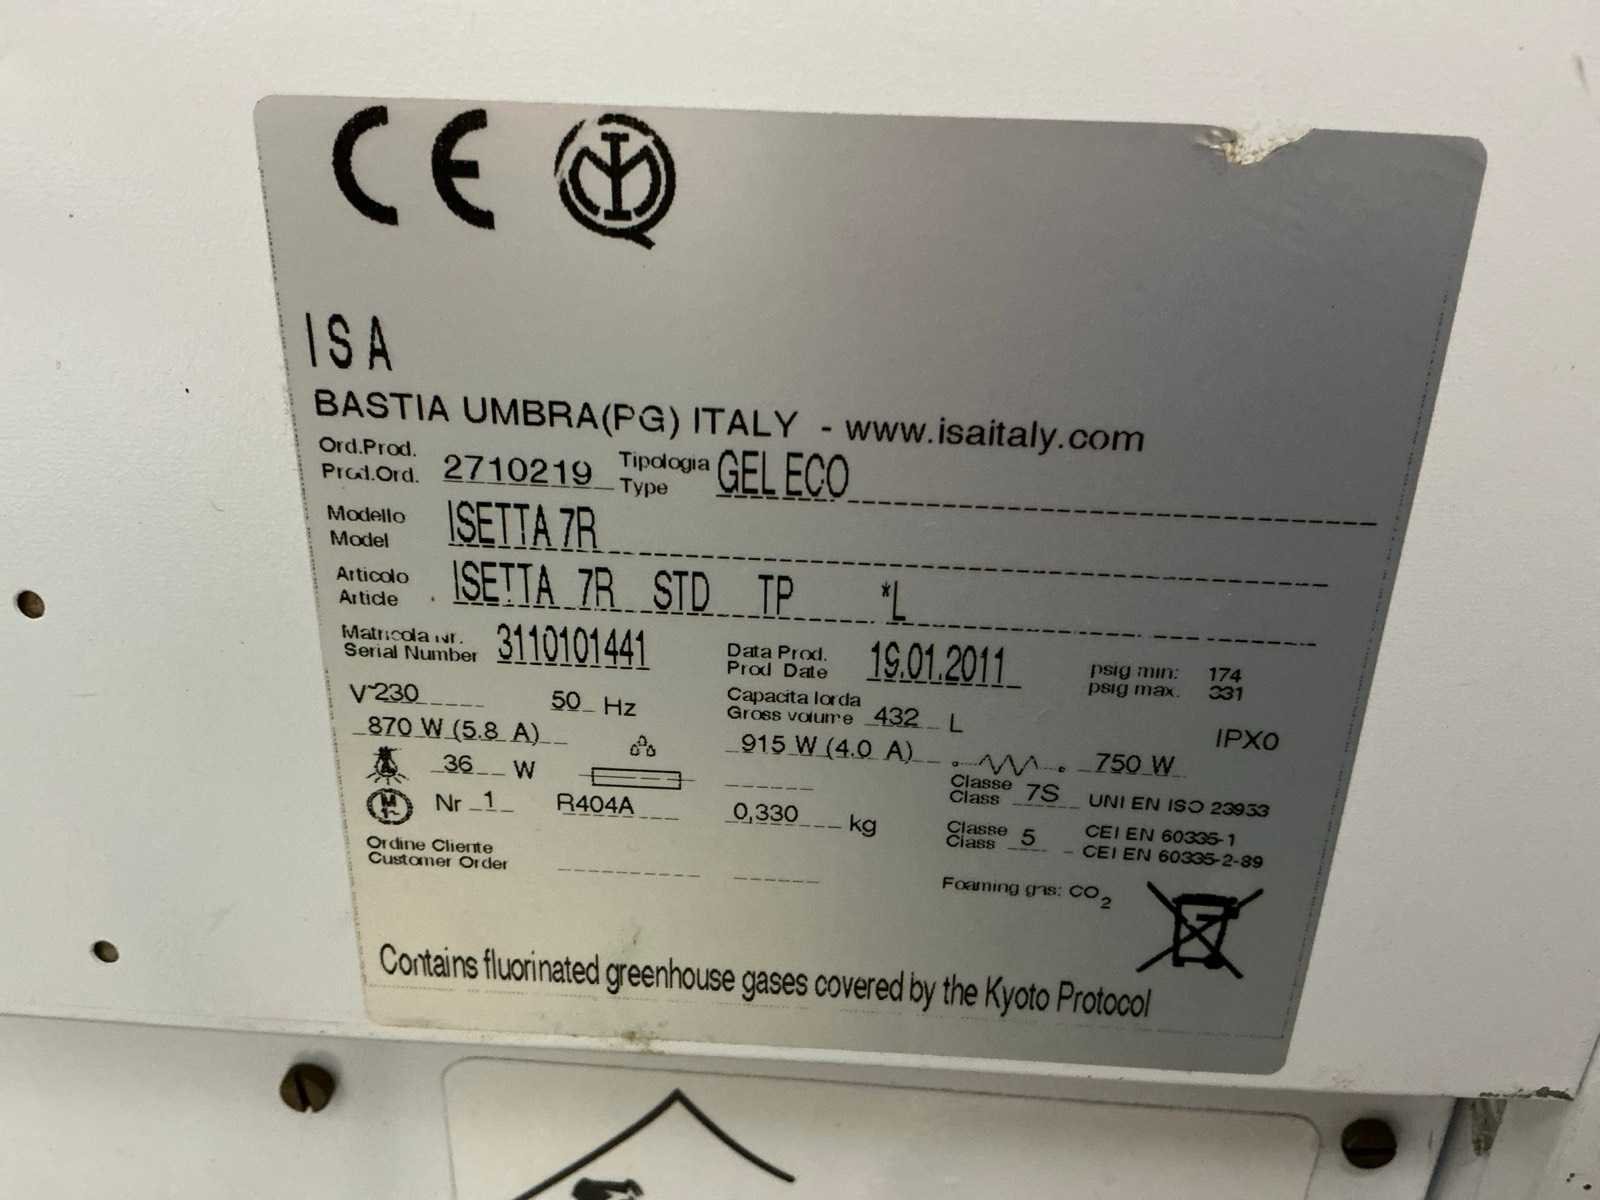 CE IMQ
ISA
BASTIA UMBRA(PG) ITALY - www.isaitaly.com
Ord.Prod. Prod.Ord. 2710219 Tipologia Type GEL ECO
Modello Model ISETTA 7R
Articolo Article ISETTA 7R STD TP *L
Matricola Nr. Serial Number 3110101441 Data Prod. Prod Date 19.01.2011 psig min: 174 psig max. 331
V~230 50 Hz Capacita lorda Gross volume 432 L IPX0
870 W (5.8 A) 915 W (4.0 A) 750 W
36 W Classe Class 7S UNI EN ISO 23953
M Nr 1 R404A 0,330 kg Classe Class 5 - CEI EN 60335-1 CEI EN 60335-2-89
Ordine Cliente Customer Order
Foaming gas: CO2
Contains fluorinated greenhouse gases covered by the Kyoto Protocol